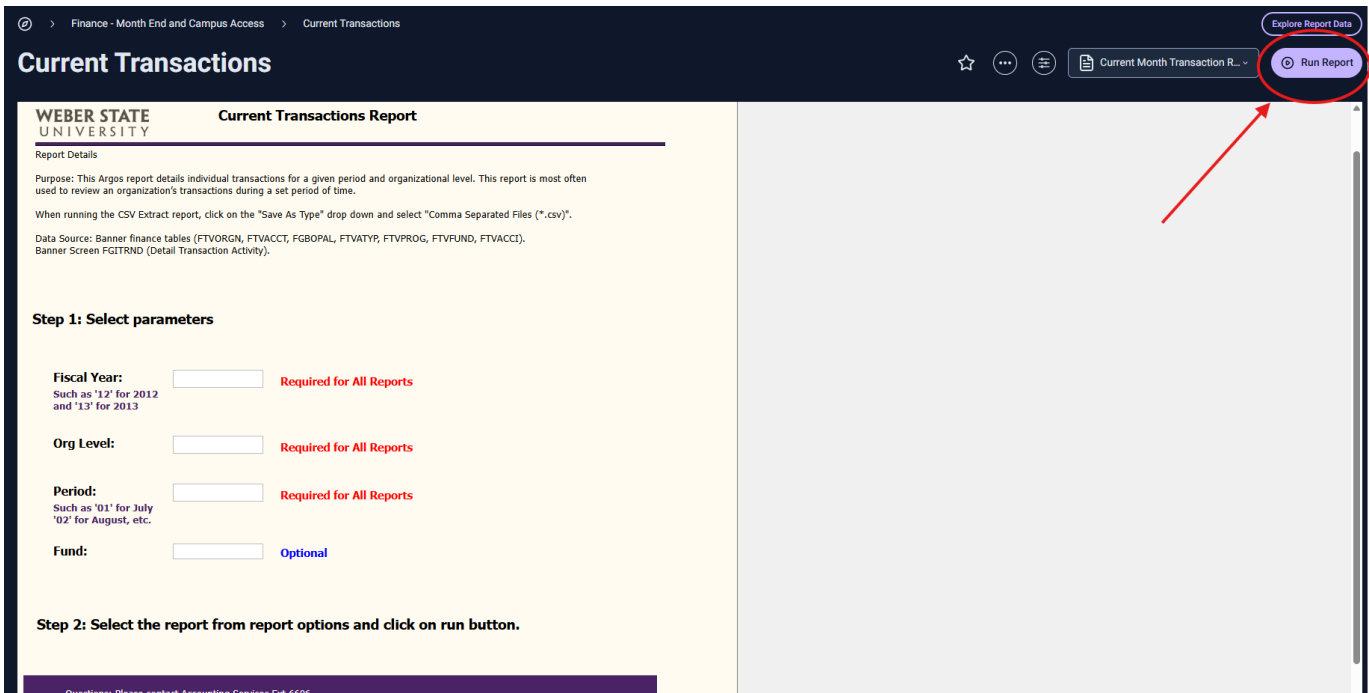 Finance - Month End and Campus Access > Current Transactions
Explore Report Data
Current Transactions
Current Month Transaction R...
Run Report
WEBER STATE
UNIVERSITY
Current Transactions Report
Report Details
Purpose: This Argos report details individual transactions for a given period and organizational level. This report is most often
used to review an organization's transactions during a set period of time.
When running the CSV Extract report, click on the "Save As Type" drop down and select "Comma Separated Files (*.csv)".
Data Source: Banner finance tables (FTVORGN, FTVACCT, FGBOPAL, FTVATYP, FTVPROG, FTVFUND, FTVACCI).
Banner Screen FGITRND (Detail Transaction Activity).
Step 1: Select parameters
Fiscal Year:
Required for All Reports
Such as '12' for 2012
and '13' for 2013
Org Level:
Required for All Reports
Period:
Required for All Reports
Such as '01' for July
'02' for August, etc.
Fund:
Optional
Step 2: Select the report from report options and click on run button.
Questions: Please contact Accounting Services Ext 6606